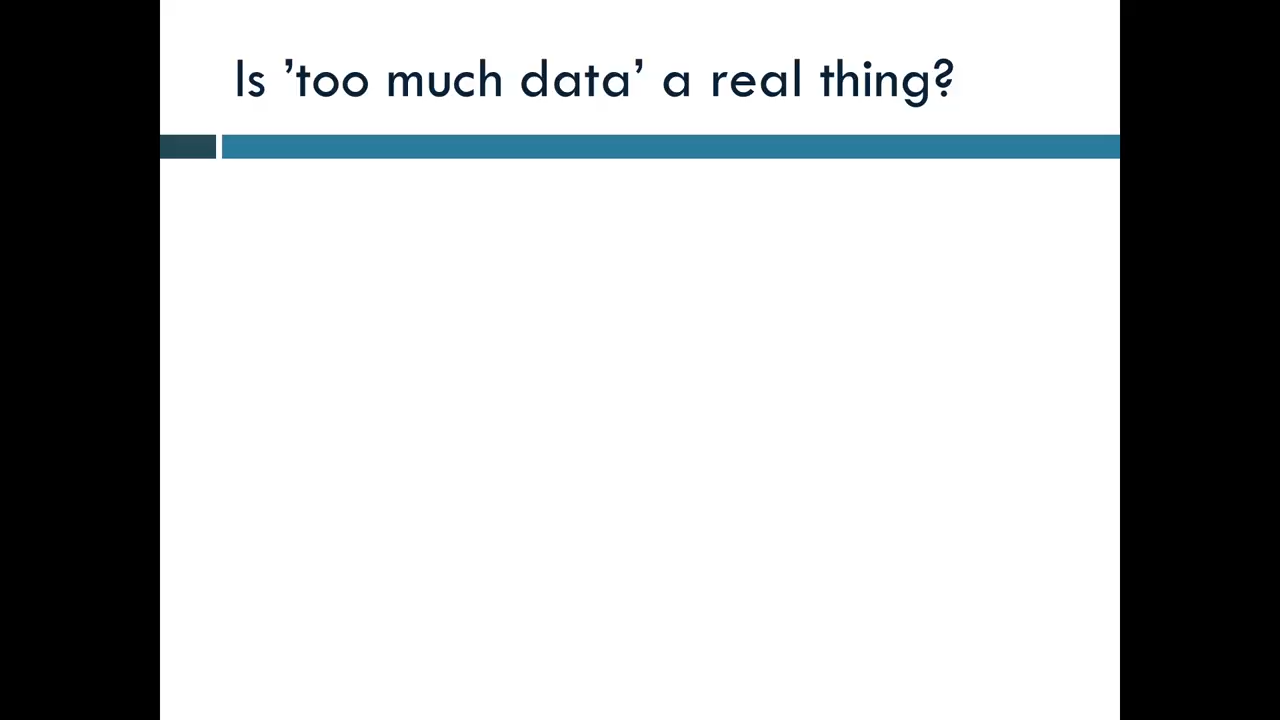 Is ’too much data’ a real thing?